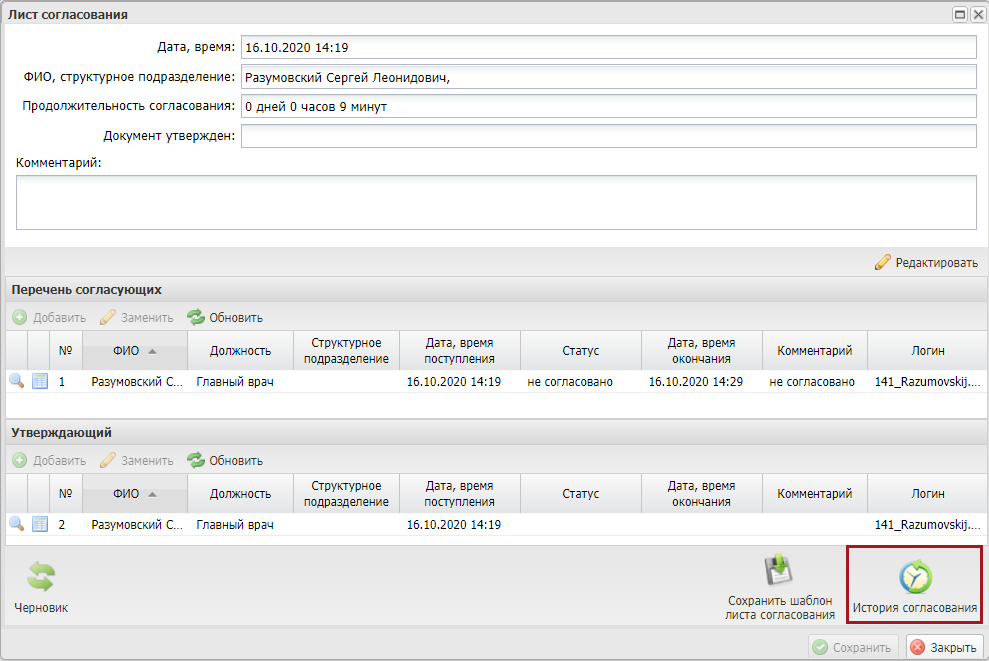 Лист согласования
Дата, время: 16.10.2020 14:19
ФИО, структурное подразделение: Разумовский Сергей Леонидович,
Продолжительность согласования: 0 дней 0 часов 9 минут
Документ утвержден:
Комментарий:
Редактировать
Перечень согласующих
Добавить Заменить Обновить
№ ФИО Должность Структурное подразделение Дата, время поступления Статус Дата, время окончания Комментарий Логин
1 Разумовский С... Главный врач 16.10.2020 14:19 не согласовано 16.10.2020 14:29 не согласовано 141_Razumovskij....
Утверждающий
Добавить Заменить Обновить
№ ФИО Должность Структурное подразделение Дата, время поступления Статус Дата, время окончания Комментарий Логин
2 Разумовский С... Главный врач 16.10.2020 14:19 141_Razumovskij....
Черновик
Сохранить шаблон
листа согласования
История согласования
Сохранить Закрыть